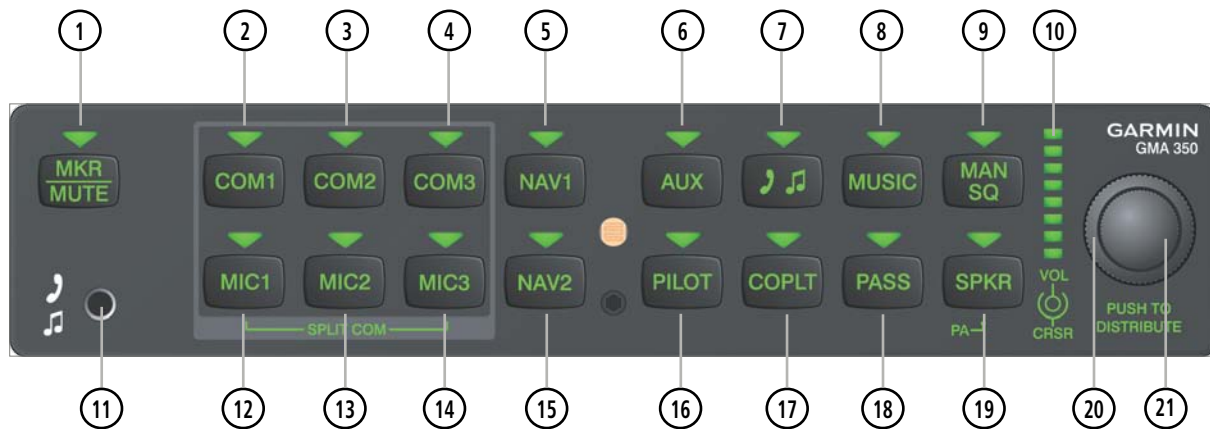 1 2 3 4 5 6 7 8 9 10
GARMIN
GMA 350
MKR
MUTE
COM1 COM2 COM3 NAV1 AUX MUSIC MAN
SQ
MIC1 MIC2 MIC3 NAV2 PILOT COPLT PASS SPKR
VOL
SPLIT COM
PA
CRSR
PUSH TO
DISTRIBUTE
11 12 13 14 15 16 17 18 19 20 21